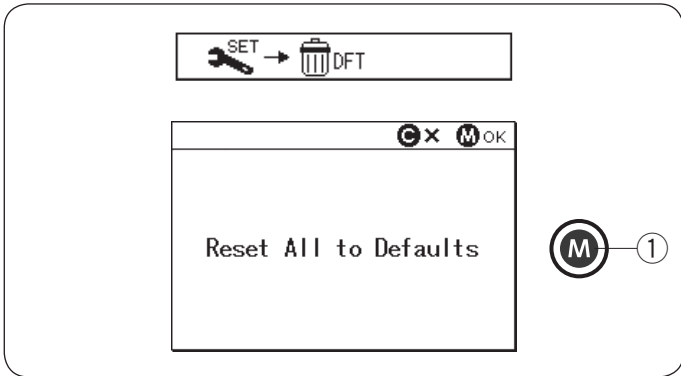 SET → DFT
C × M OK
Reset All to Defaults
M 1